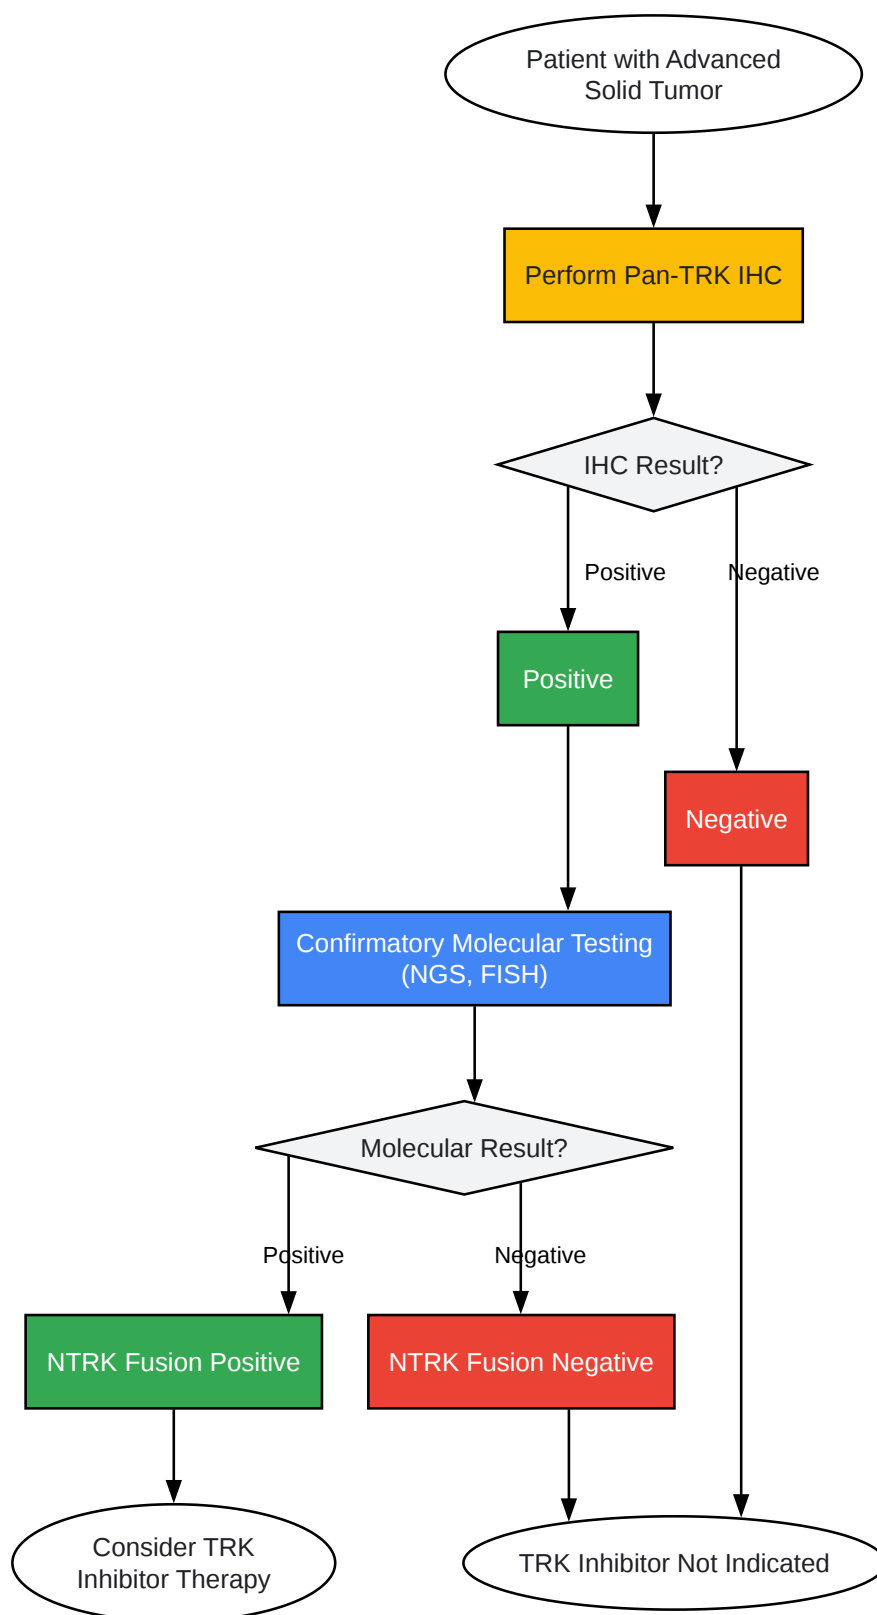 Patient with Advanced
Solid Tumor
Perform Pan-TRK IHC
IHC Result?
Positive
Negative
Positive
Negative
Confirmatory Molecular Testing
(NGS, FISH)
Molecular Result?
Positive
Negative
NTRK Fusion Positive
NTRK Fusion Negative
Consider TRK
Inhibitor Therapy
TRK Inhibitor Not Indicated